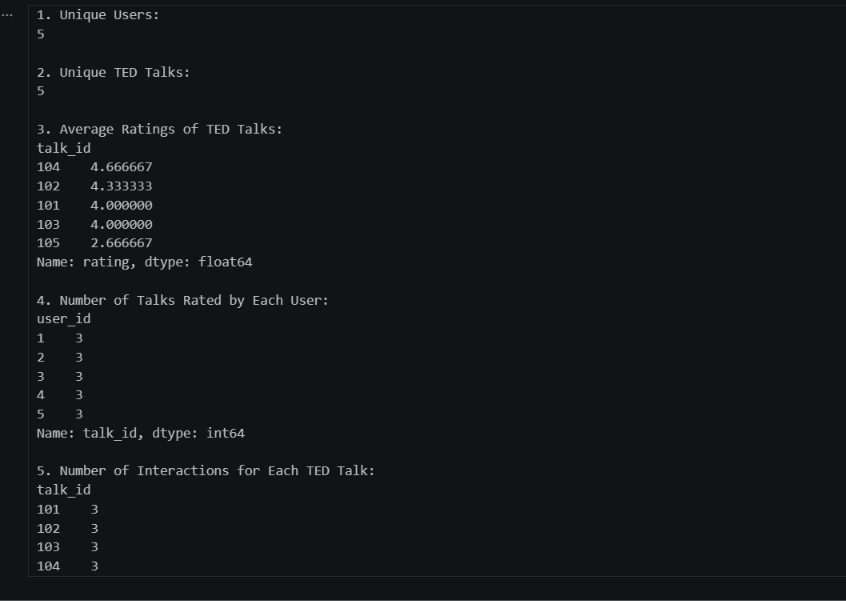 1. Unique Users:
5
2. Unique TED Talks:
5
3. Average Ratings of TED Talks:
talk_id
104    4.666667
102    4.333333
101    4.000000
103    4.000000
105    2.666667
Name: rating, dtype: float64
4. Number of Talks Rated by Each User:
user_id
1    3
2    3
3    3
4    3
5    3
Name: talk_id, dtype: int64
5. Number of Interactions for Each TED Talk:
talk_id
101    3
102    3
103    3
104    3